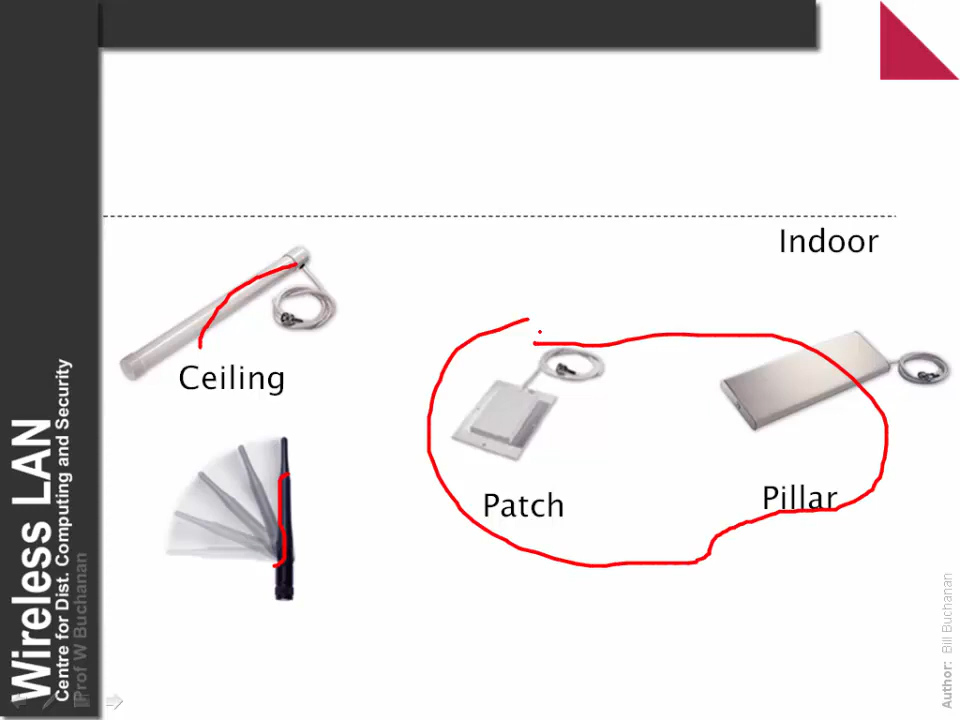 Indoor
Ceiling
Patch
Pillar
Wireless LAN
Centre for Dist. Computing and Security
Prof W Buchanan
Author: Bill Buchanan